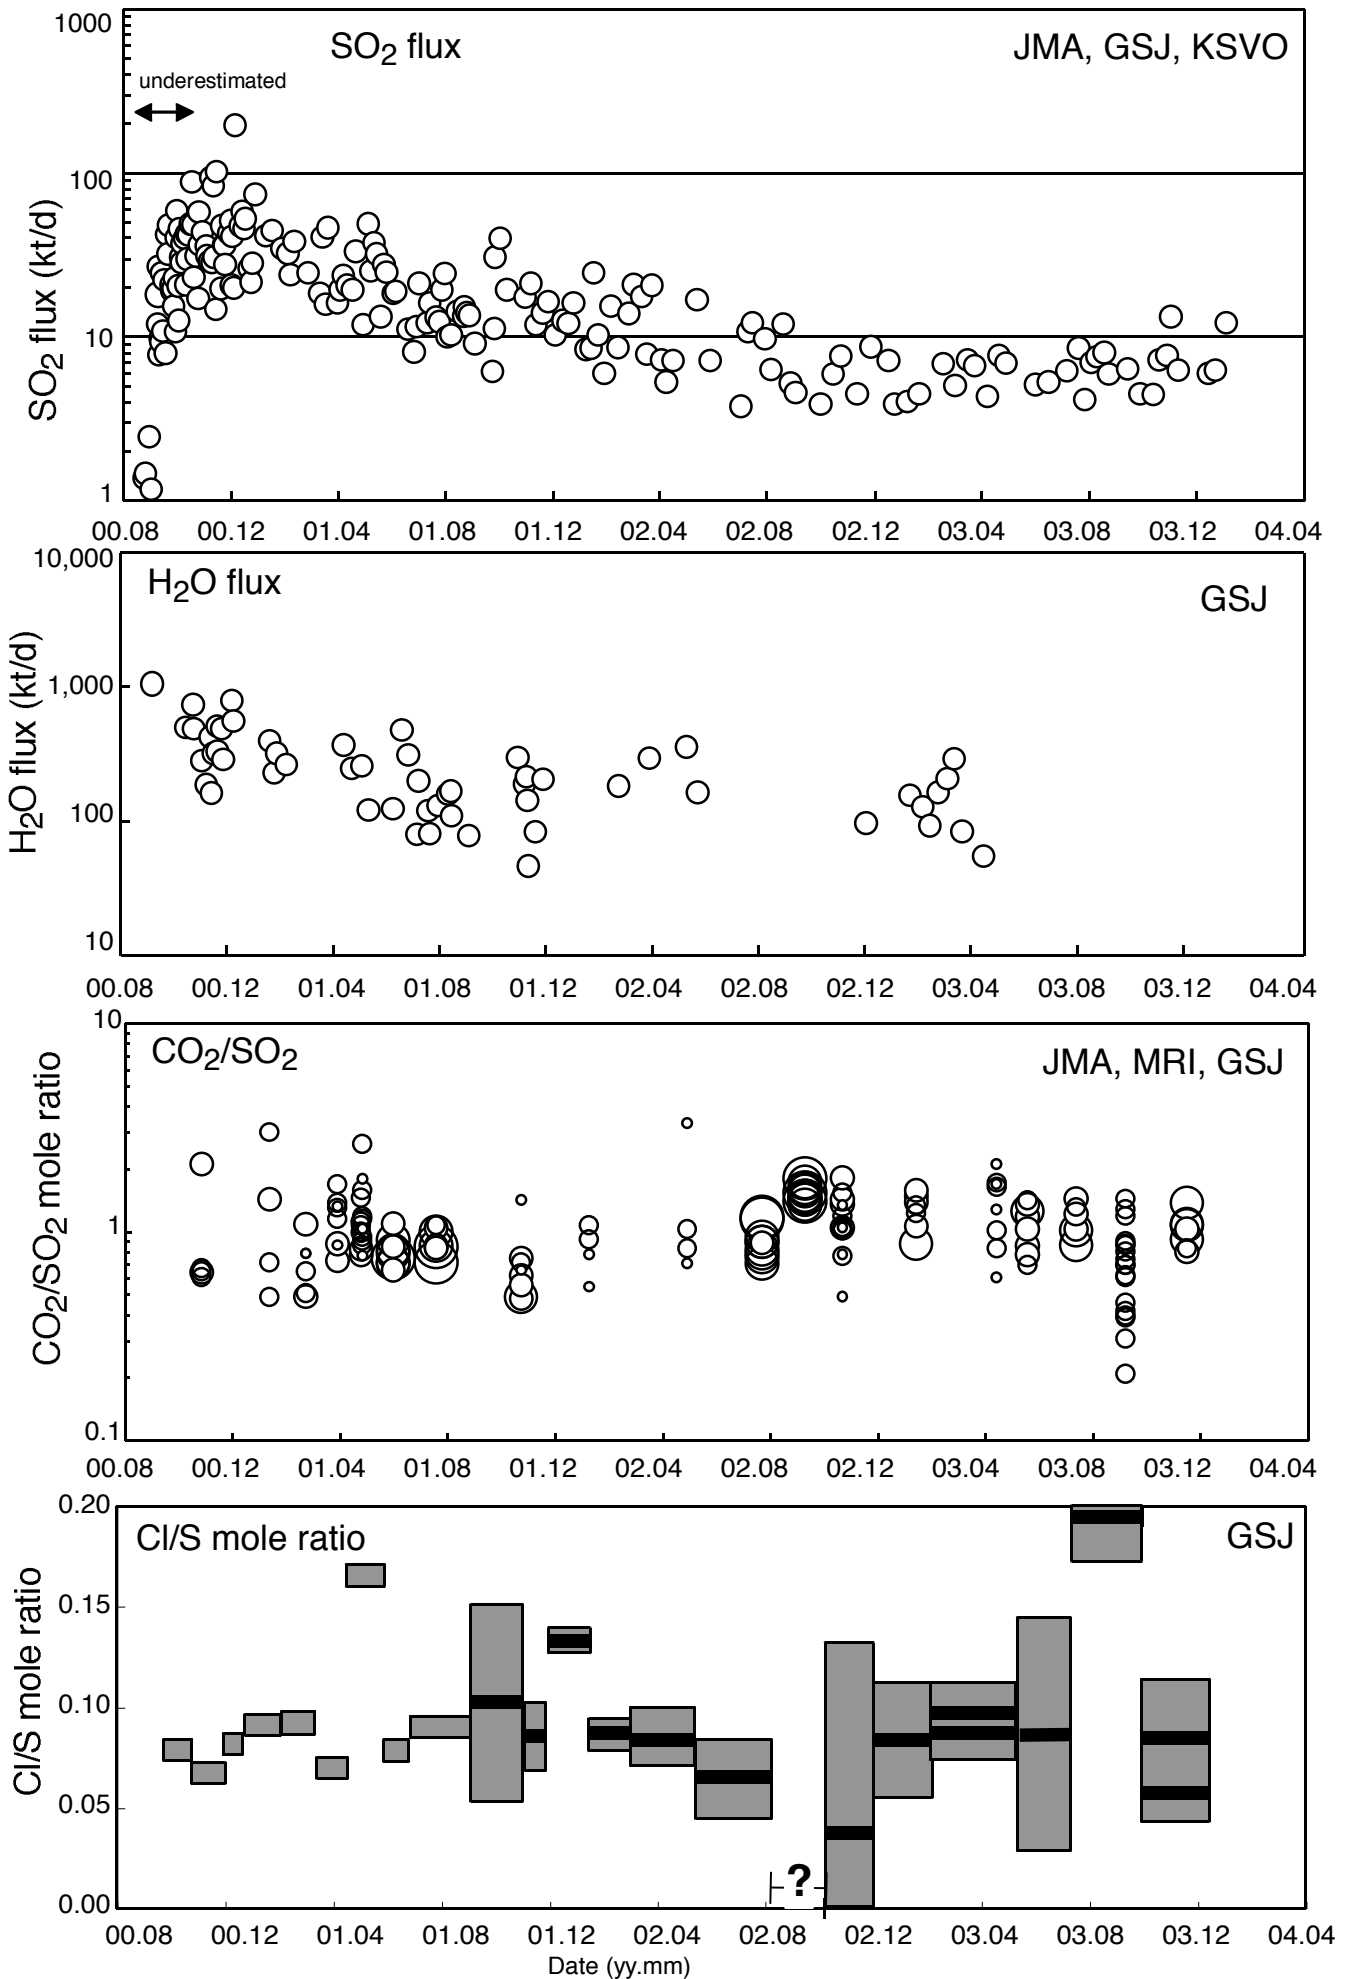 1000
SO2 flux
JMA, GSJ, KSVO
underestimated
100
10
1
SO2 flux (kt/d)
00.08 00.12 01.04 01.08 01.12 02.04 02.08 02.12 03.04 03.08 03.12 04.04
10,000
H2O flux
GSJ
1,000
100
10
H2O flux (kt/d)
00.08 00.12 01.04 01.08 01.12 02.04 02.08 02.12 03.04 03.08 03.12 04.04
10
CO2/SO2
JMA, MRI, GSJ
1
0.1
CO2/SO2 mole ratio
00.08 00.12 01.04 01.08 01.12 02.04 02.08 02.12 03.04 03.08 03.12 04.04
0.20
Cl/S mole ratio
GSJ
0.15
0.10
0.05
?
0.00
Cl/S mole ratio
00.08 00.12 01.04 01.08 01.12 02.04 02.08 02.12 03.04 03.08 03.12 04.04
Date (yy.mm)